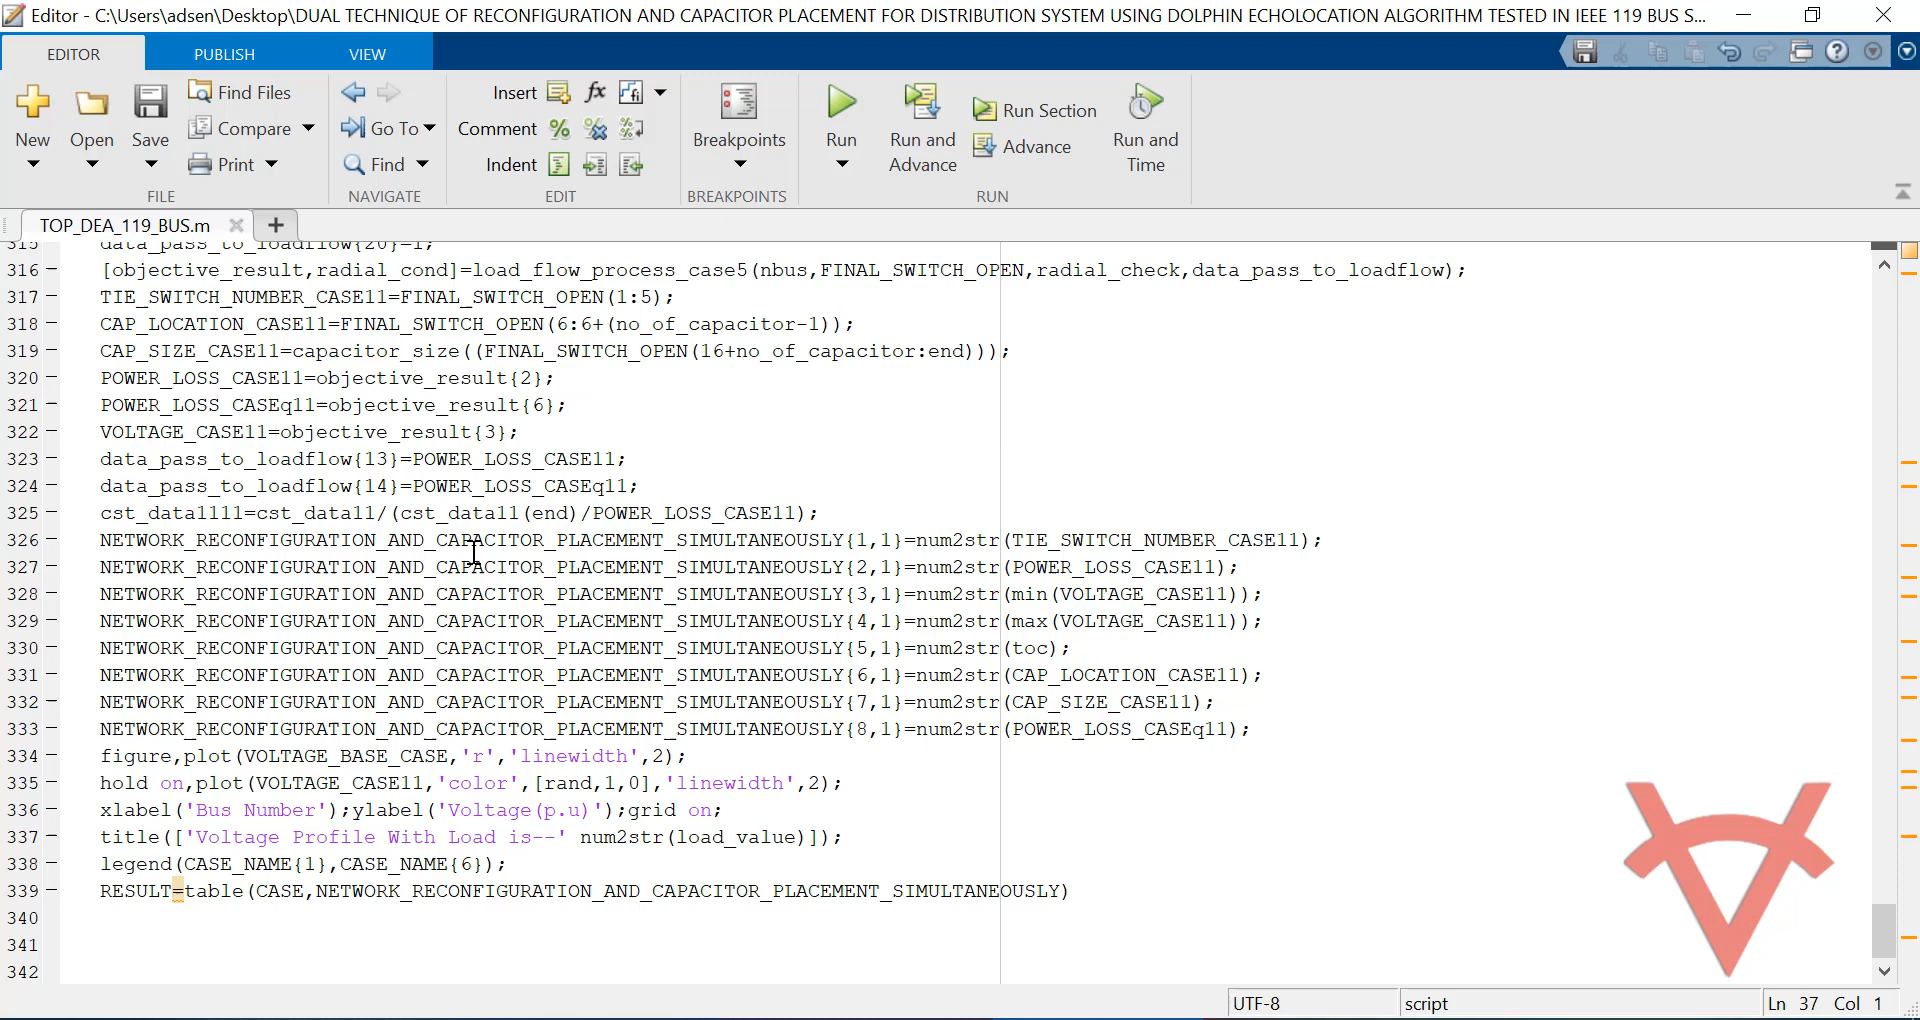 Editor - C:\Users\adsen\Desktop\DUAL TECHNIQUE OF RECONFIGURATION AND CAPACITOR PLACEMENT FOR DISTRIBUTION SYSTEM USING DOLPHIN ECHOLOCATION ALGORITHM TESTED IN IEEE 119 BUS S...
EDITOR PUBLISH VIEW
Find Files Insert fx
New Open Save Compare Go To Comment Breakpoints Run Run and Advance Run Section Run and Time
Print Find Indent Advance
FILE NAVIGATE EDIT BREAKPOINTS RUN
TOP_DEA_119_BUS.m
315 data_pass_to_loadflow{20}=1;
316 - [objective_result,radial_cond]=load_flow_process_case5(nbus,FINAL_SWITCH_OPEN,radial_check,data_pass_to_loadflow);
317 - TIE_SWITCH_NUMBER_CASE11=FINAL_SWITCH_OPEN(1:5);
318 - CAP_LOCATION_CASE11=FINAL_SWITCH_OPEN(6:6+(no_of_capacitor-1));
319 - CAP_SIZE_CASE11=capacitor_size((FINAL_SWITCH_OPEN(16+no_of_capacitor:end)));
320 - POWER_LOSS_CASE11=objective_result{2};
321 - POWER_LOSS_CASEq11=objective_result{6};
322 - VOLTAGE_CASE11=objective_result{3};
323 - data_pass_to_loadflow{13}=POWER_LOSS_CASE11;
324 - data_pass_to_loadflow{14}=POWER_LOSS_CASEq11;
325 - cst_data1111=cst_data11/(cst_data11(end)/POWER_LOSS_CASE11);
326 - NETWORK_RECONFIGURATION_AND_CAPACITOR_PLACEMENT_SIMULTANEOUSLY{1,1}=num2str(TIE_SWITCH_NUMBER_CASE11);
327 - NETWORK_RECONFIGURATION_AND_CAPACITOR_PLACEMENT_SIMULTANEOUSLY{2,1}=num2str(POWER_LOSS_CASE11);
328 - NETWORK_RECONFIGURATION_AND_CAPACITOR_PLACEMENT_SIMULTANEOUSLY{3,1}=num2str(min(VOLTAGE_CASE11));
329 - NETWORK_RECONFIGURATION_AND_CAPACITOR_PLACEMENT_SIMULTANEOUSLY{4,1}=num2str(max(VOLTAGE_CASE11));
330 - NETWORK_RECONFIGURATION_AND_CAPACITOR_PLACEMENT_SIMULTANEOUSLY{5,1}=num2str(toc);
331 - NETWORK_RECONFIGURATION_AND_CAPACITOR_PLACEMENT_SIMULTANEOUSLY{6,1}=num2str(CAP_LOCATION_CASE11);
332 - NETWORK_RECONFIGURATION_AND_CAPACITOR_PLACEMENT_SIMULTANEOUSLY{7,1}=num2str(CAP_SIZE_CASE11);
333 - NETWORK_RECONFIGURATION_AND_CAPACITOR_PLACEMENT_SIMULTANEOUSLY{8,1}=num2str(POWER_LOSS_CASEq11);
334 - figure,plot(VOLTAGE_BASE_CASE,'r','linewidth',2);
335 - hold on,plot(VOLTAGE_CASE11,'color',[rand,1,0],'linewidth',2);
336 - xlabel('Bus Number');ylabel('Voltage(p.u)');grid on;
337 - title(['Voltage Profile With Load is--' num2str(load_value)]);
338 - legend(CASE_NAME{1},CASE_NAME{6});
339 - RESULT=table(CASE,NETWORK_RECONFIGURATION_AND_CAPACITOR_PLACEMENT_SIMULTANEOUSLY)
340
341
342
UTF-8 script Ln 37 Col 1